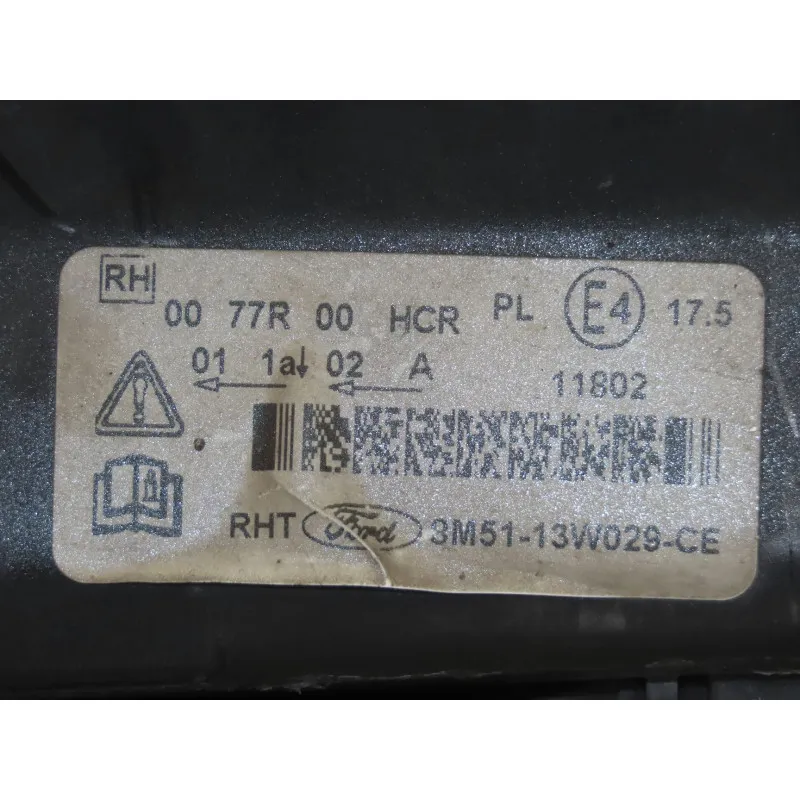 RH
00 77R 00 HCR PL E4 17.5
01 1a 02 A 11802
RHT Ford 3M51-13W029-CE